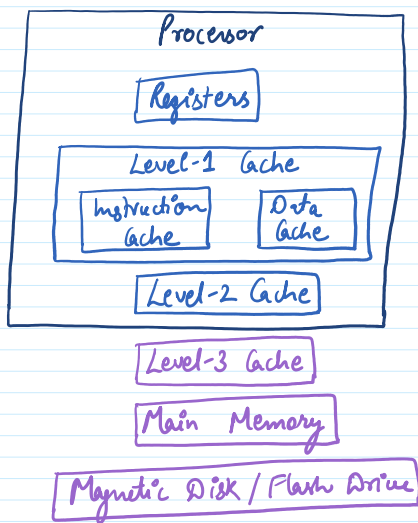 Processor
Registers
Level-1 Cache
Instruction
Cache
Data
Cache
Level-2 Cache
Level-3 Cache
Main Memory
Magnetic Disk / Flash Drive